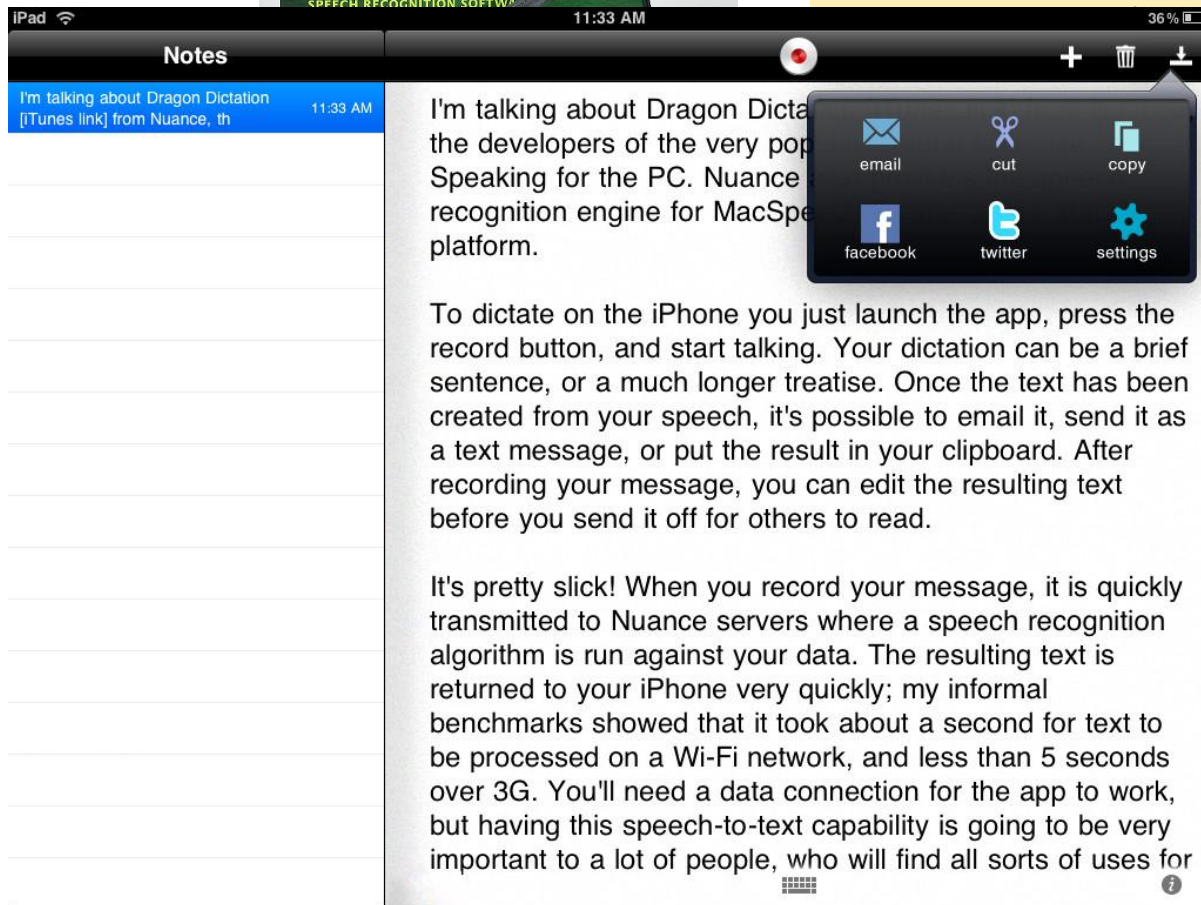 SPEECH RECOGNITION
iPad
11:33 AM
36%
Notes
I'm talking about Dragon Dictation
[iTunes link] from Nuance, th
11:33 AM
I'm talking about Dragon Dicta
the developers of the very pop
Speaking for the PC. Nuance
recognition engine for MacSpe
platform.
email
cut
copy
facebook
twitter
settings
To dictate on the iPhone you just launch the app, press the
record button, and start talking. Your dictation can be a brief
sentence, or a much longer treatise. Once the text has been
created from your speech, it's possible to email it, send it as
a text message, or put the result in your clipboard. After
recording your message, you can edit the resulting text
before you send it off for others to read.
It's pretty slick! When you record your message, it is quickly
transmitted to Nuance servers where a speech recognition
algorithm is run against your data. The resulting text is
returned to your iPhone very quickly; my informal
benchmarks showed that it took about a second for text to
be processed on a Wi-Fi network, and less than 5 seconds
over 3G. You'll need a data connection for the app to work,
but having this speech-to-text capability is going to be very
important to a lot of people, who will find all sorts of uses for